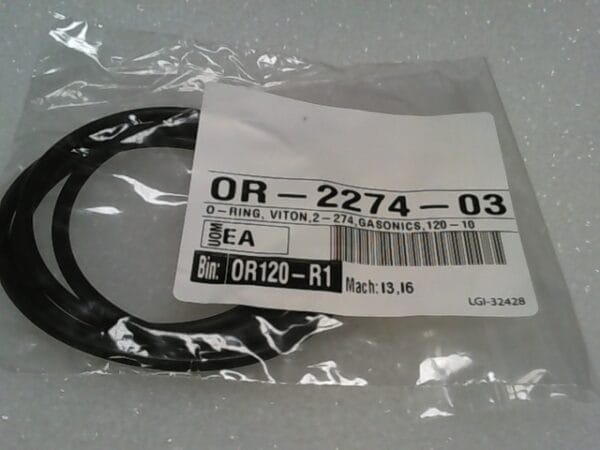 OR-2274-03
O-RING, VITON,2-274,GASONICS,120-10
UOM EA
Bin: OR120-R1
Mach: 13,16
LGI-32428